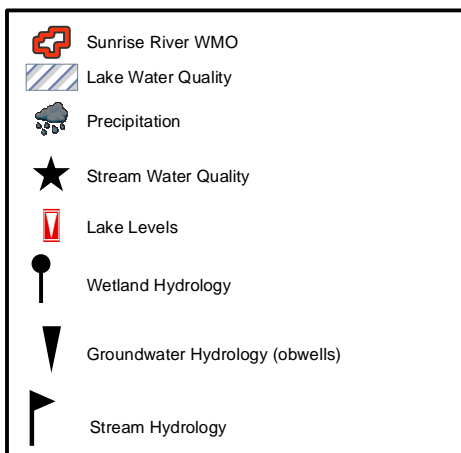 Sunrise River WMO
Lake Water Quality
Precipitation
Stream Water Quality
Lake Levels
Wetland Hydrology
Groundwater Hydrology (obwells)
Stream Hydrology